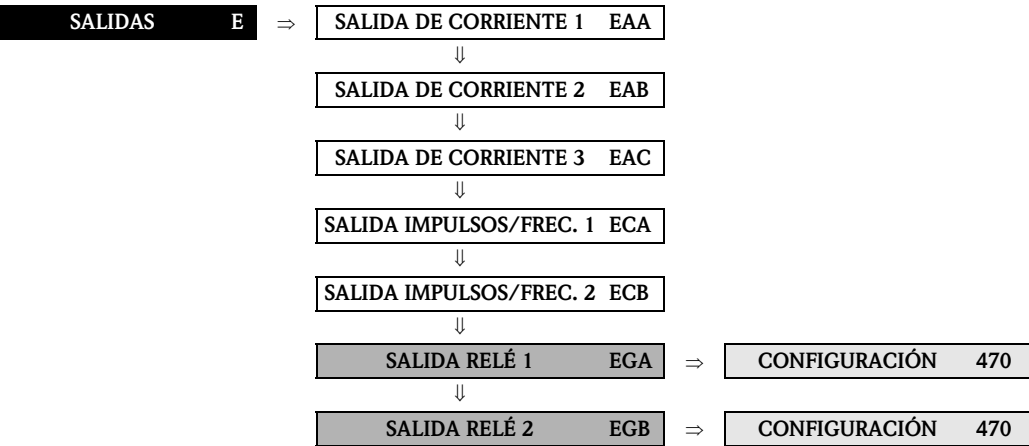 SALIDAS E ⇒ SALIDA DE CORRIENTE 1 EAA
⇓
SALIDA DE CORRIENTE 2 EAB
⇓
SALIDA DE CORRIENTE 3 EAC
⇓
SALIDA IMPULSOS/FREC. 1 ECA
⇓
SALIDA IMPULSOS/FREC. 2 ECB
⇓
SALIDA RELÉ 1 EGA ⇒ CONFIGURACIÓN 470
⇓
SALIDA RELÉ 2 EGB ⇒ CONFIGURACIÓN 470